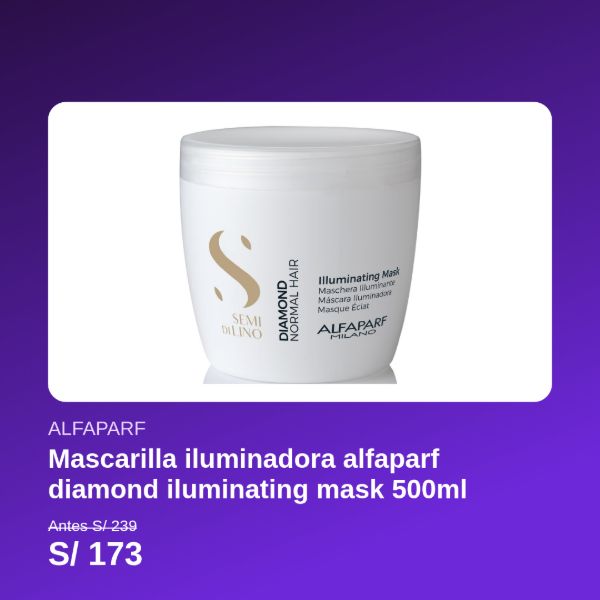 S
SEMI
DI LINO
DIAMOND
NORMAL HAIR
Illuminating Mask
Maschera Illuminante
Máscara Iluminadora
Masque Éclat
ALFAPARF
MILANO
ALFAPARF
Mascarilla iluminadora alfaparf
diamond iluminating mask 500ml
Antes S/ 239
S/ 173